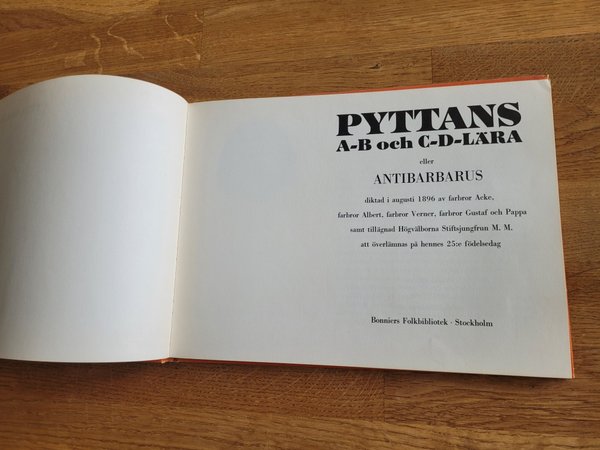 PYTTANS
A-B och C-D-LÄRA
eller
ANTIBARBARUS
diktad i augusti 1896 av farbror Acke,
farbror Albert, farbror Verner, farbror Gustaf och Pappa
samt tillägnad Högvälborna Stiftsjungfrun M. M.
att överlämnas på hennes 25:e födelsedag
Bonniers Folkbibliotek · Stockholm